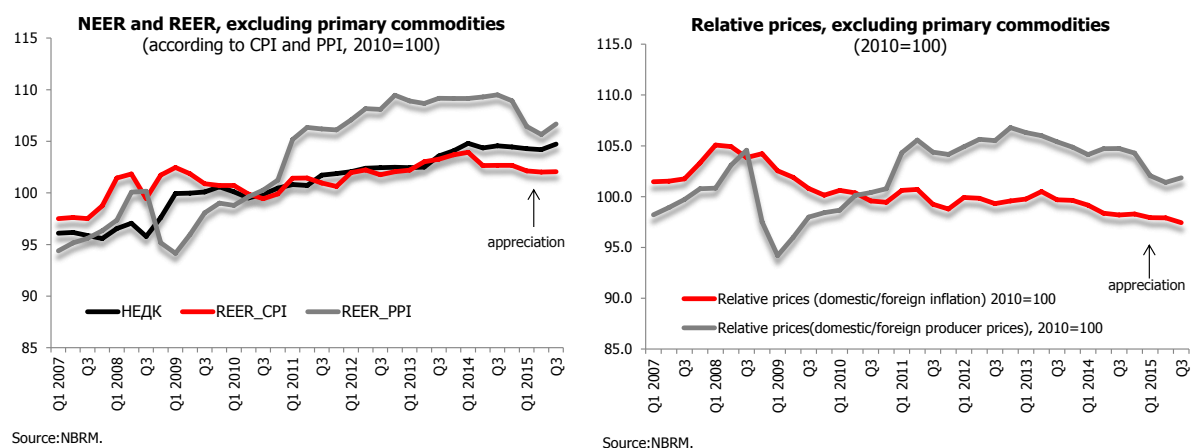 NEER and REER, excluding primary commodities
(according to CPI and PPI, 2010=100)
115
110
105
100
95
90
85
appreciation
НЕДК
REER_CPI
REER_PPI
Q1 2007
Q3
Q1 2008
Q3
Q1 2009
Q3
Q1 2010
Q3
Q1 2011
Q3
Q1 2012
Q3
Q1 2013
Q3
Q1 2014
Q3
Q1 2015
Q3
Source:NBRM.
Relative prices, excluding primary commodities
(2010=100)
115.0
110.0
105.0
100.0
95.0
90.0
85.0
appreciation
Relative prices (domestic/foreign inflation) 2010=100
Relative prices(domestic/foreign producer prices), 2010=100
Q1 2007
Q3
Q1 2008
Q3
Q1 2009
Q3
Q1 2010
Q3
Q1 2011
Q3
Q1 2012
Q3
Q1 2013
Q3
Q1 2014
Q3
Q1 2015
Q3
Source:NBRM.